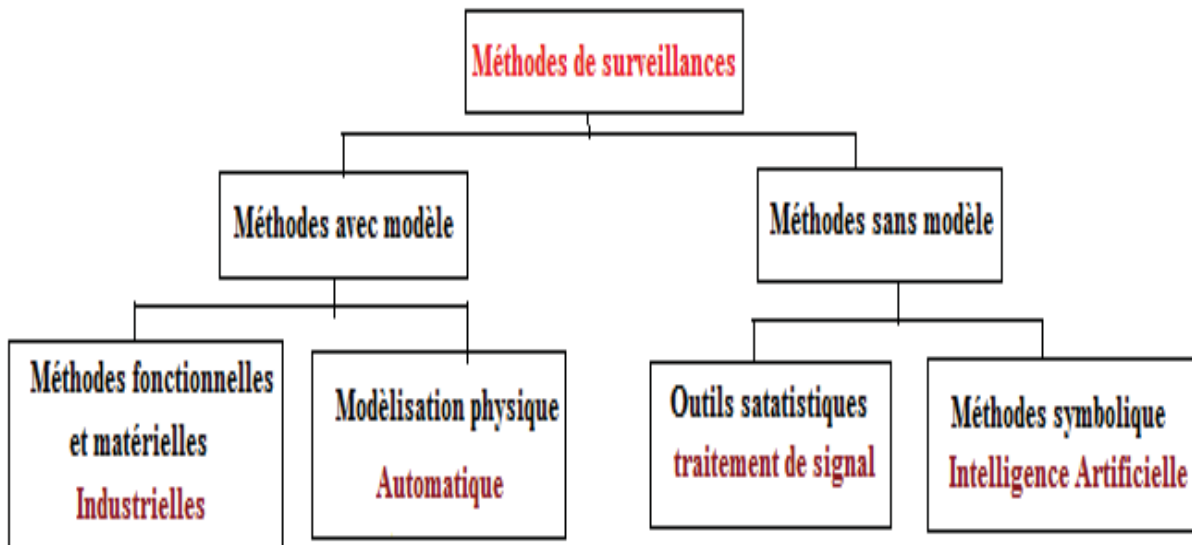 Méthodes de surveillances
Méthodes avec modèle
Méthodes sans modèle
Méthodes fonctionnelles
et matérielles
Industrielles
Modèlisation physique
Automatique
Outils satatistiques
traitement de signal
Méthodes symbolique
Intelligence Artificielle